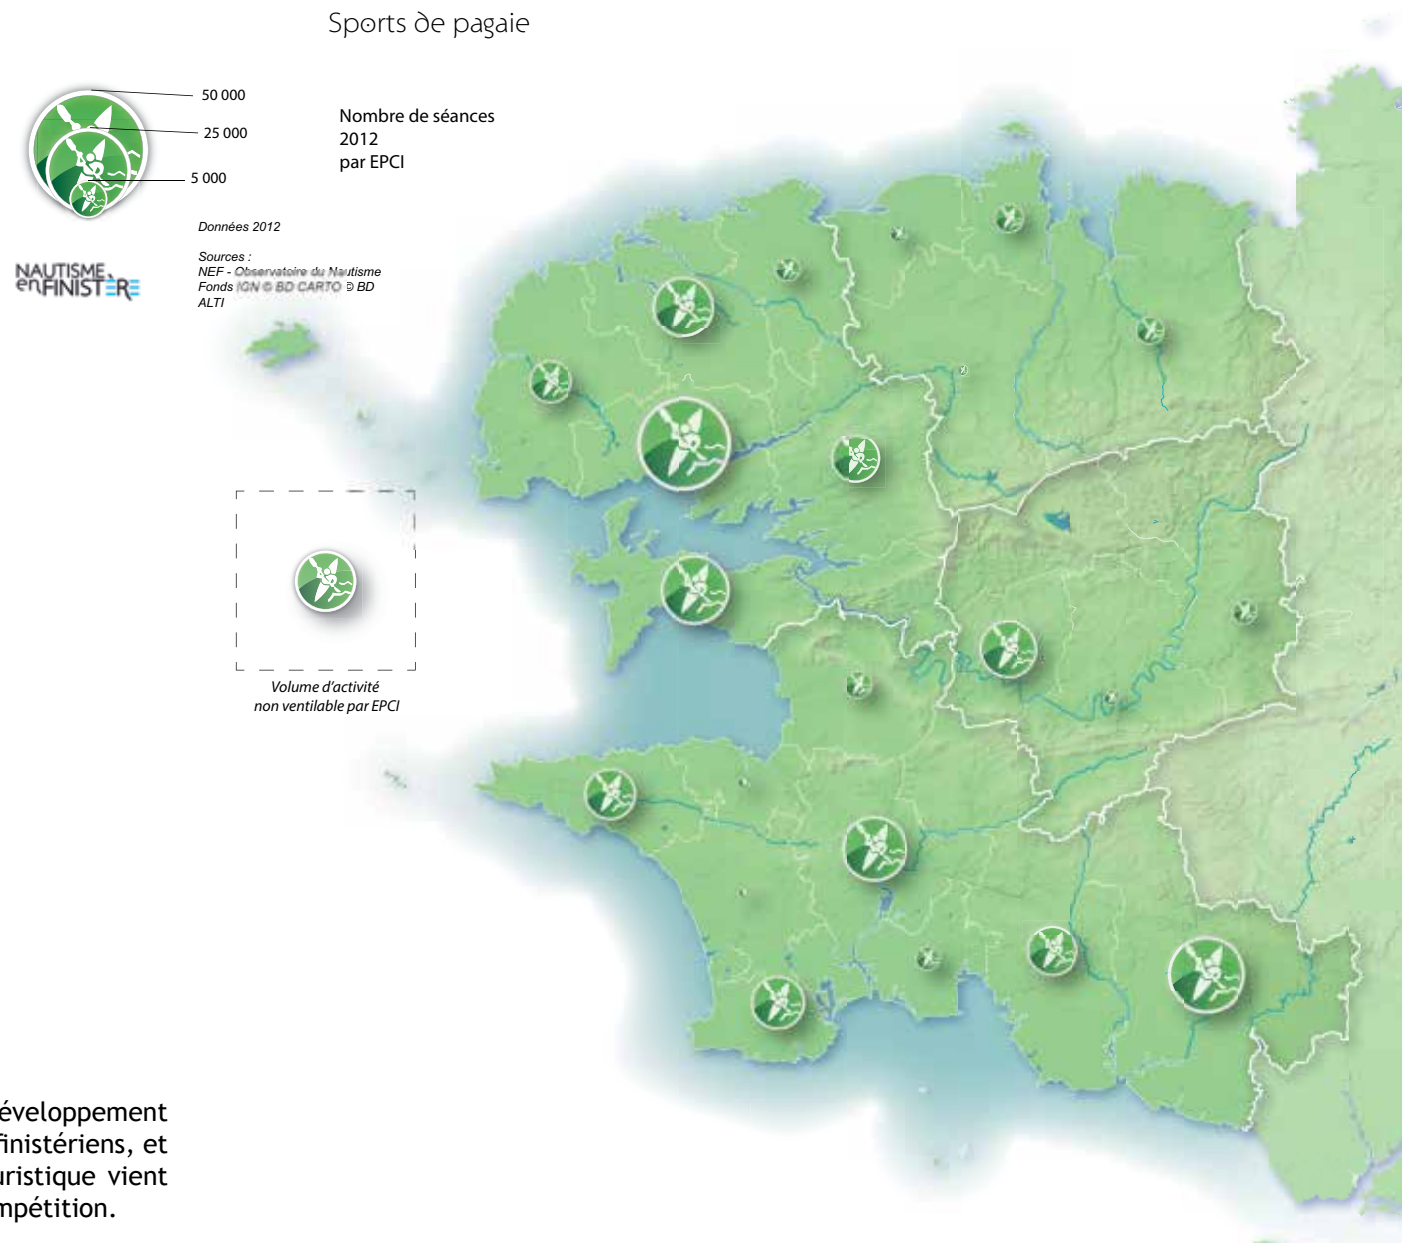 Sports de pagaie
50 000
25 000
5 000
Nombre de séances
2012
par EPCI
Données 2012
Sources :
NEF - Observatoire du Nautisme
Fonds IGN © BD CARTO © BD
ALTI
NAUTISME
en FINISTÈRE
Volume d'activité
non ventilable par EPCI
éveloppement
finistériens, et
uristique vient
mpétition.